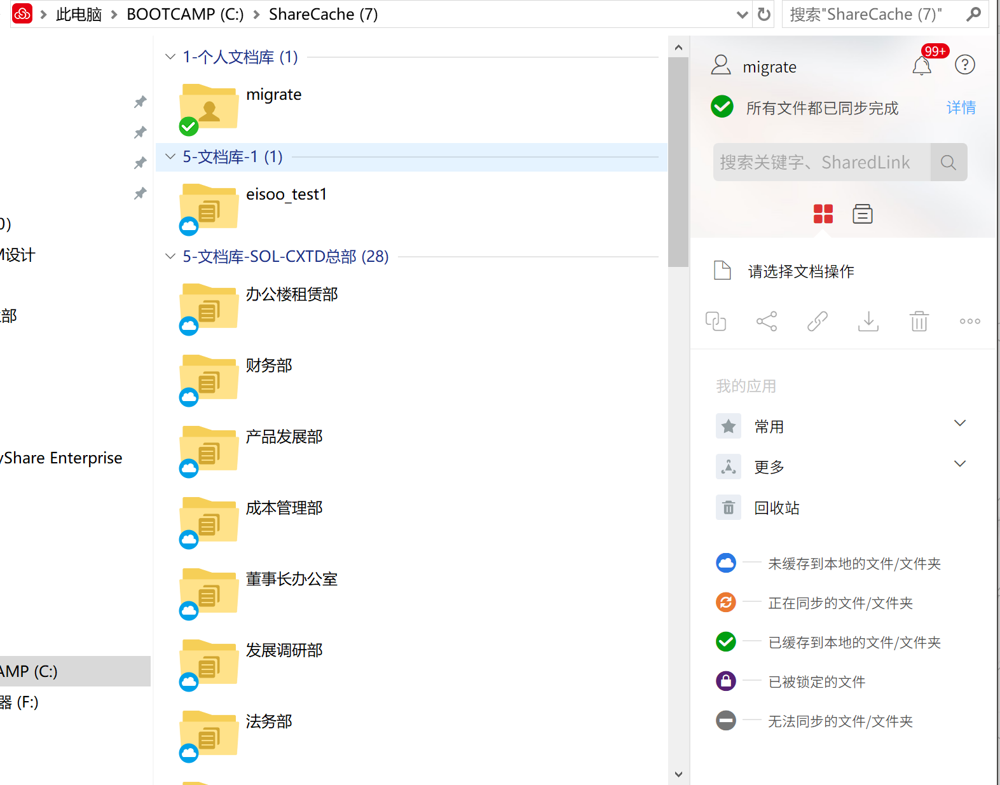 此电脑 > BOOTCAMP (C:) > ShareCache (7)
搜索"ShareCache (7)"
0)
M设计
部
yShare Enterprise
AMP (C:)
器 (F:)
1-个人文档库 (1)
migrate
5-文档库-1 (1)
eisoo_test1
5-文档库-SOL-CXTD总部 (28)
办公楼租赁部
财务部
产品发展部
成本管理部
董事长办公室
发展调研部
法务部
migrate
99+
所有文件都已同步完成
详情
搜索关键字、SharedLink
请选择文档操作
我的应用
常用
更多
回收站
未缓存到本地的文件/文件夹
正在同步的文件/文件夹
已缓存到本地的文件/文件夹
已被锁定的文件
无法同步的文件/文件夹